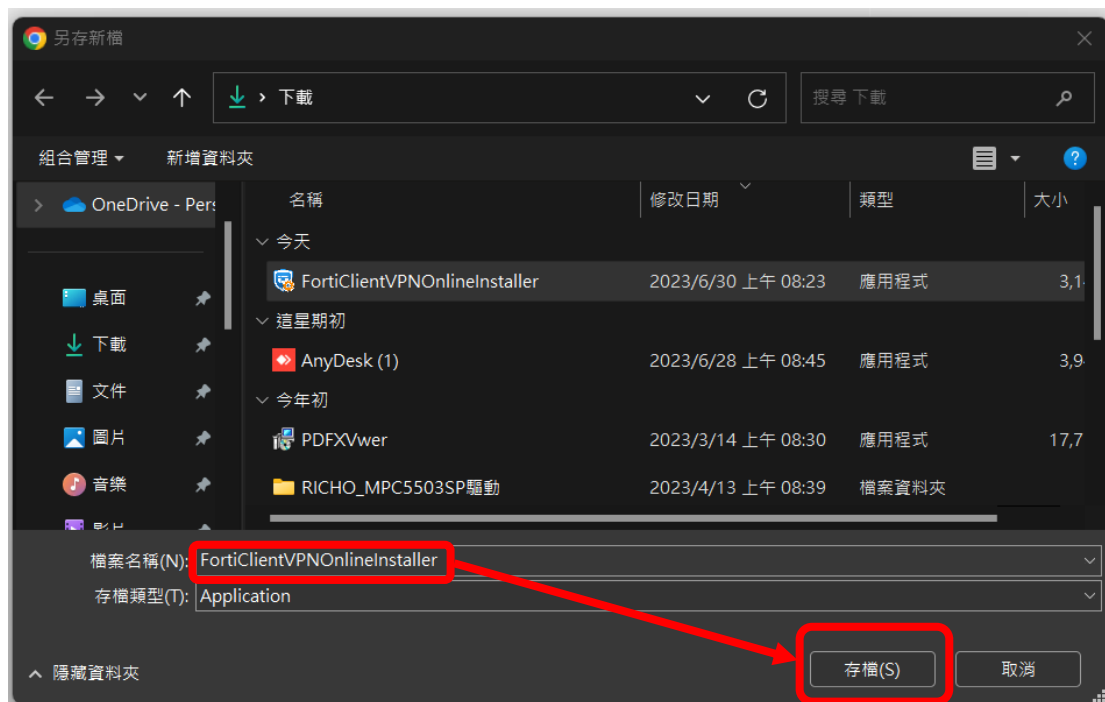 另存新檔
下載
搜尋 下載
組合管理 新增資料夾
OneDrive - Pers
名稱 修改日期 類型 大小
今天
FortiClientVPNOnlineInstaller 2023/6/30 上午 08:23 應用程式 3,1
桌面
這星期初
下載
AnyDesk (1) 2023/6/28 上午 08:45 應用程式 3,9
文件
今年初
圖片
PDFXVwer 2023/3/14 上午 08:30 應用程式 17,7
音樂
RICHO_MPC5503SP驅動 2023/4/13 上午 08:39 檔案資料夾
檔案名稱(N): FortiClientVPNOnlineInstaller
存檔類型(T): Application
隱藏資料夾
存檔(S)
取消